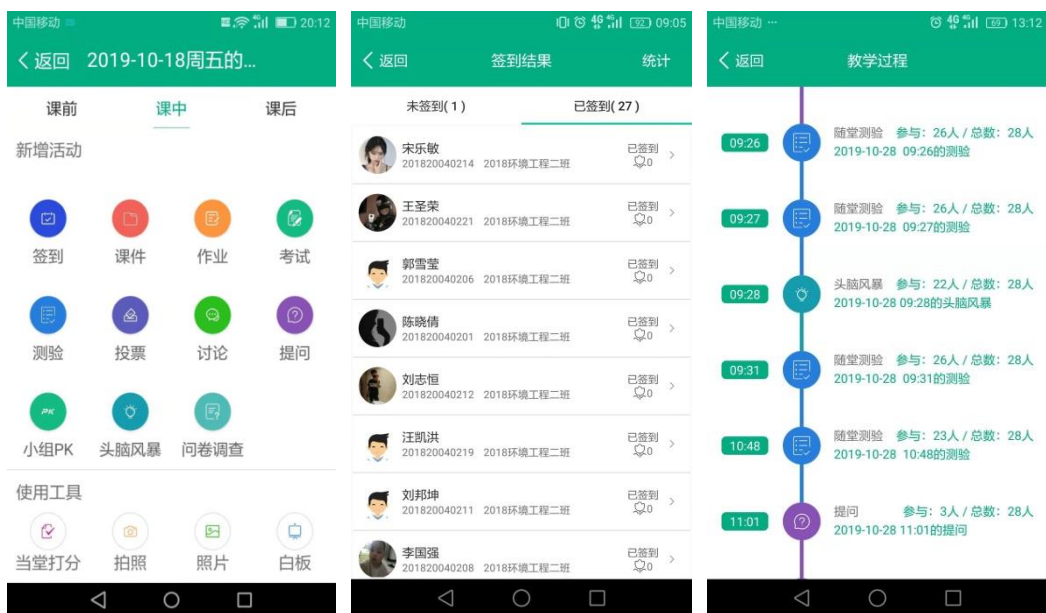 中国移动
20:12
返回 2019-10-18周五的...
课前 课中 课后
新增活动
签到 课件 作业 考试
测验 投票 讨论 提问
PK
小组PK 头脑风暴 问卷调查
使用工具
当堂打分 拍照 照片 白板
中国移动
4G 92 09:05
返回 签到结果 统计
未签到(1) 已签到(27)
宋乐敏 已签到
201820040214 2018环境工程二班 0
王圣荣 已签到
201820040221 2018环境工程二班 0
郭雪莹 已签到
201820040206 2018环境工程二班 0
陈晓倩 已签到
201820040201 2018环境工程二班 0
刘志恒 已签到
201820040212 2018环境工程二班 0
汪凯洪 已签到
201820040219 2018环境工程二班 0
刘邦坤 已签到
201820040211 2018环境工程二班 0
李国强 已签到
201820040208 2018环境工程二班 0
中国移动 ...
4G 69 13:12
返回 教学过程
09:26 随堂测验 参与: 26人 / 总数: 28人
2019-10-28 09:26的测验
09:27 随堂测验 参与: 26人 / 总数: 28人
2019-10-28 09:27的测验
09:28 头脑风暴 参与: 22人 / 总数: 28人
2019-10-28 09:28的头脑风暴
09:31 随堂测验 参与: 26人 / 总数: 28人
2019-10-28 09:31的测验
10:48 随堂测验 参与: 23人 / 总数: 28人
2019-10-28 10:48的测验
11:01 提问 参与: 3人 / 总数: 28人
2019-10-28 11:01的提问